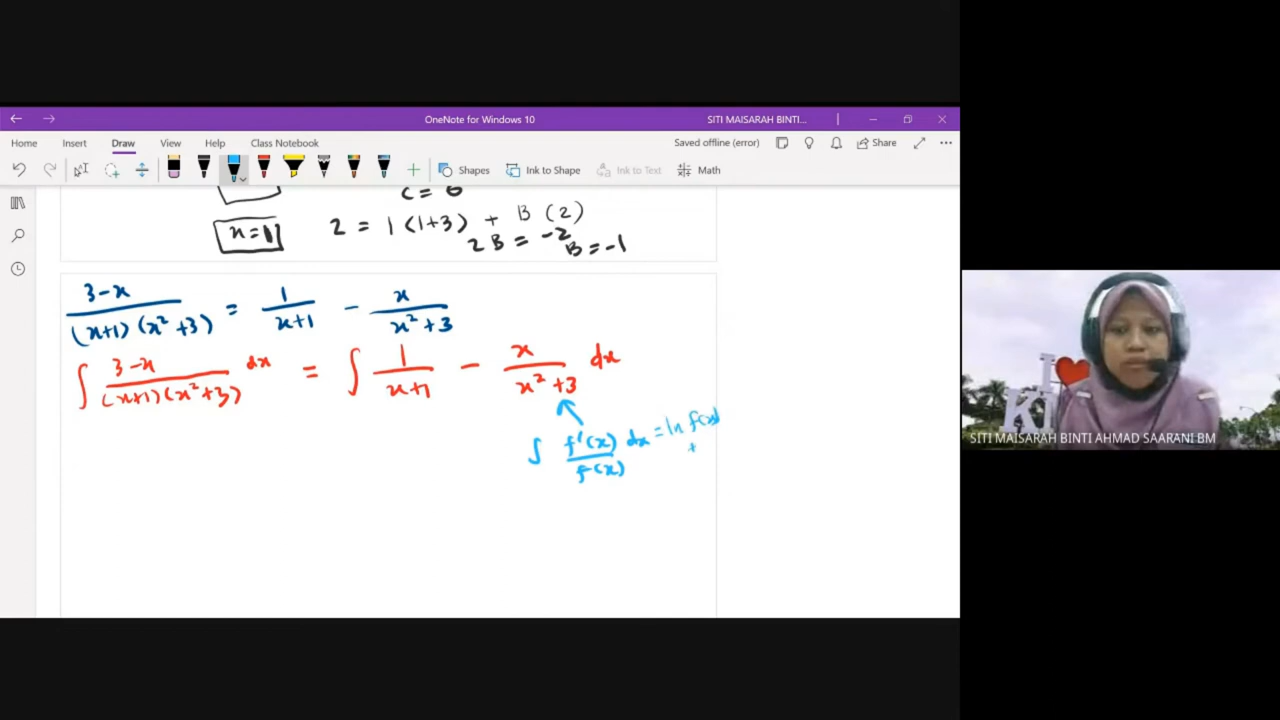 OneNote for Windows 10
SITI MAISARAH BINTI...
Home Insert Draw View Help Class Notebook
Saved offline (error)
Share
Shapes
Ink to Shape
Ink to Text
Math
x=1
2 = 1(1+3) + B(2)
2B = -2
B = -1
3-x / (x+1)(x²+3) = 1 / x+1 - x / x²+3
∫ 3-x / (x+1)(x²+3) dx = ∫ 1 / x+1 - x / x²+3 dx
∫ f'(x) / f(x) dx = ln f(x)
+
I
KI
SITI MAISARAH BINTI AHMAD SAARANI BM